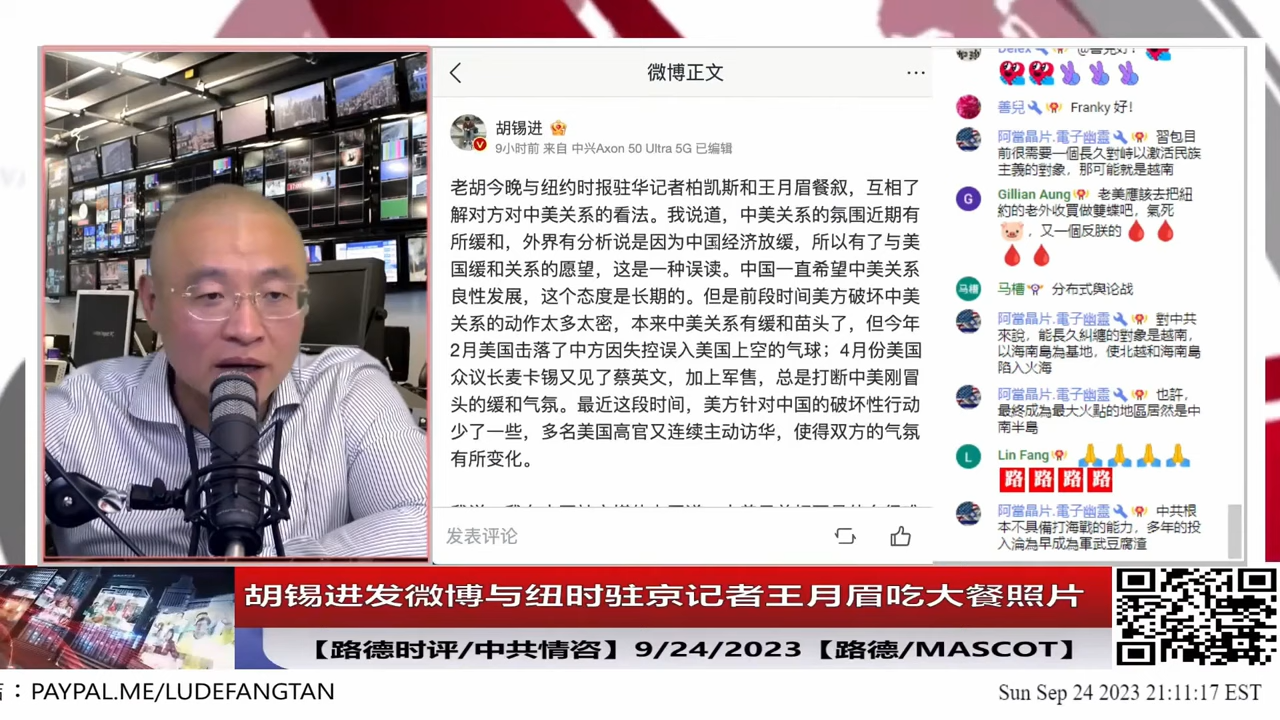 微博正文
胡锡进
9小时前 来自 中兴Axon 50 Ultra 5G 已编辑
老胡今晚与纽约时报驻华记者柏凯斯和王月眉餐叙，互相了
解对方对中美关系的看法。我说道，中美关系的氛围近期有
所缓和，外界有分析说是因为中国经济放缓，所以有了与美
国缓和关系的愿望，这是一种误读。中国一直希望中美关系
良性发展，这个态度是长期的。但是前段时间美方破坏中美
关系的动作太多太密，本来中美关系有缓和苗头了，但今年
2月美国击落了中方因失控误入美国上空的气球；4月份美国
众议长麦卡锡又见了蔡英文，加上军售，总是打断中美刚冒
头的缓和气氛。最近这段时间，美方针对中国的破坏性行动
少了一些，多名美国高官又连续主动访华，使得双方的气氛
有所变化。
发表评论
善兒 Franky 好!
阿當晶片.電子幽靈 習包目
前很需要一個長久對峙以激活民族
主義的對象，那可能就是越南
G
Gillian Aung 老美應該去把紐
約的老外收買做雙蝶吧，氣死
，又一個反朕的
马槽
马槽 分布式舆论战
阿當晶片.電子幽靈 對中共
來說，能長久糾纏的對象是越南，
以海南島為基地，使北越和海南島
陷入火海
阿當晶片.電子幽靈 也許，
最終成為最大火點的地區居然是中
南半島
L
Lin Fang
路 路 路 路
阿當晶片.電子幽靈 中共根
本不具備打海戰的能力，多年的投
入淪為早成為軍武豆腐渣
胡锡进发微博与纽时驻京记者王月眉吃大餐照片
【路德时评/中共情咨】9/24/2023【路德/MASCOT】
：PAYPAL.ME/LUDEFANGTAN
Sun Sep 24 2023 21:11:17 EST